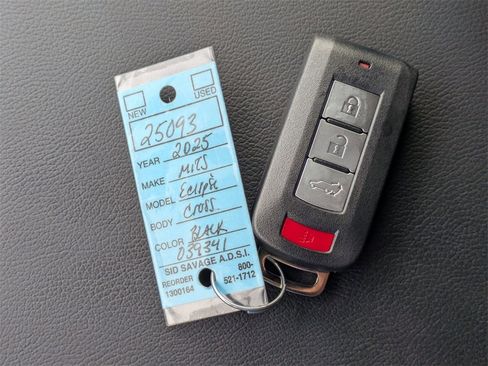 NEW USED
25093
YEAR 2025
MAKE MITS
MODEL Eclipse
BODY Cross
COLOR BLACK
039341
SID SAVAGE A.D.S.I.
REORDER 800-
1300164 521-1712